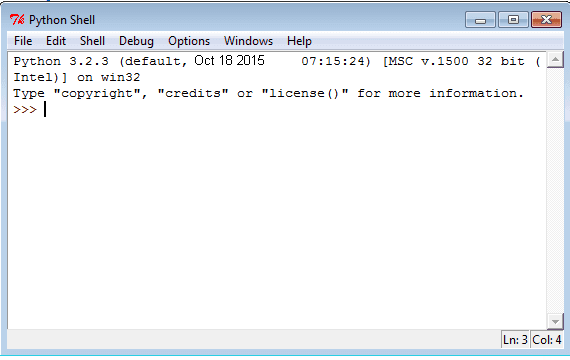 Python Shell
File Edit Shell Debug Options Windows Help
Python 3.2.3 (default, Oct 18 2015 07:15:24) [MSC v.1500 32 bit (
Intel)] on win32
Type "copyright", "credits" or "license()" for more information.
>>>
Ln: 3 Col: 4